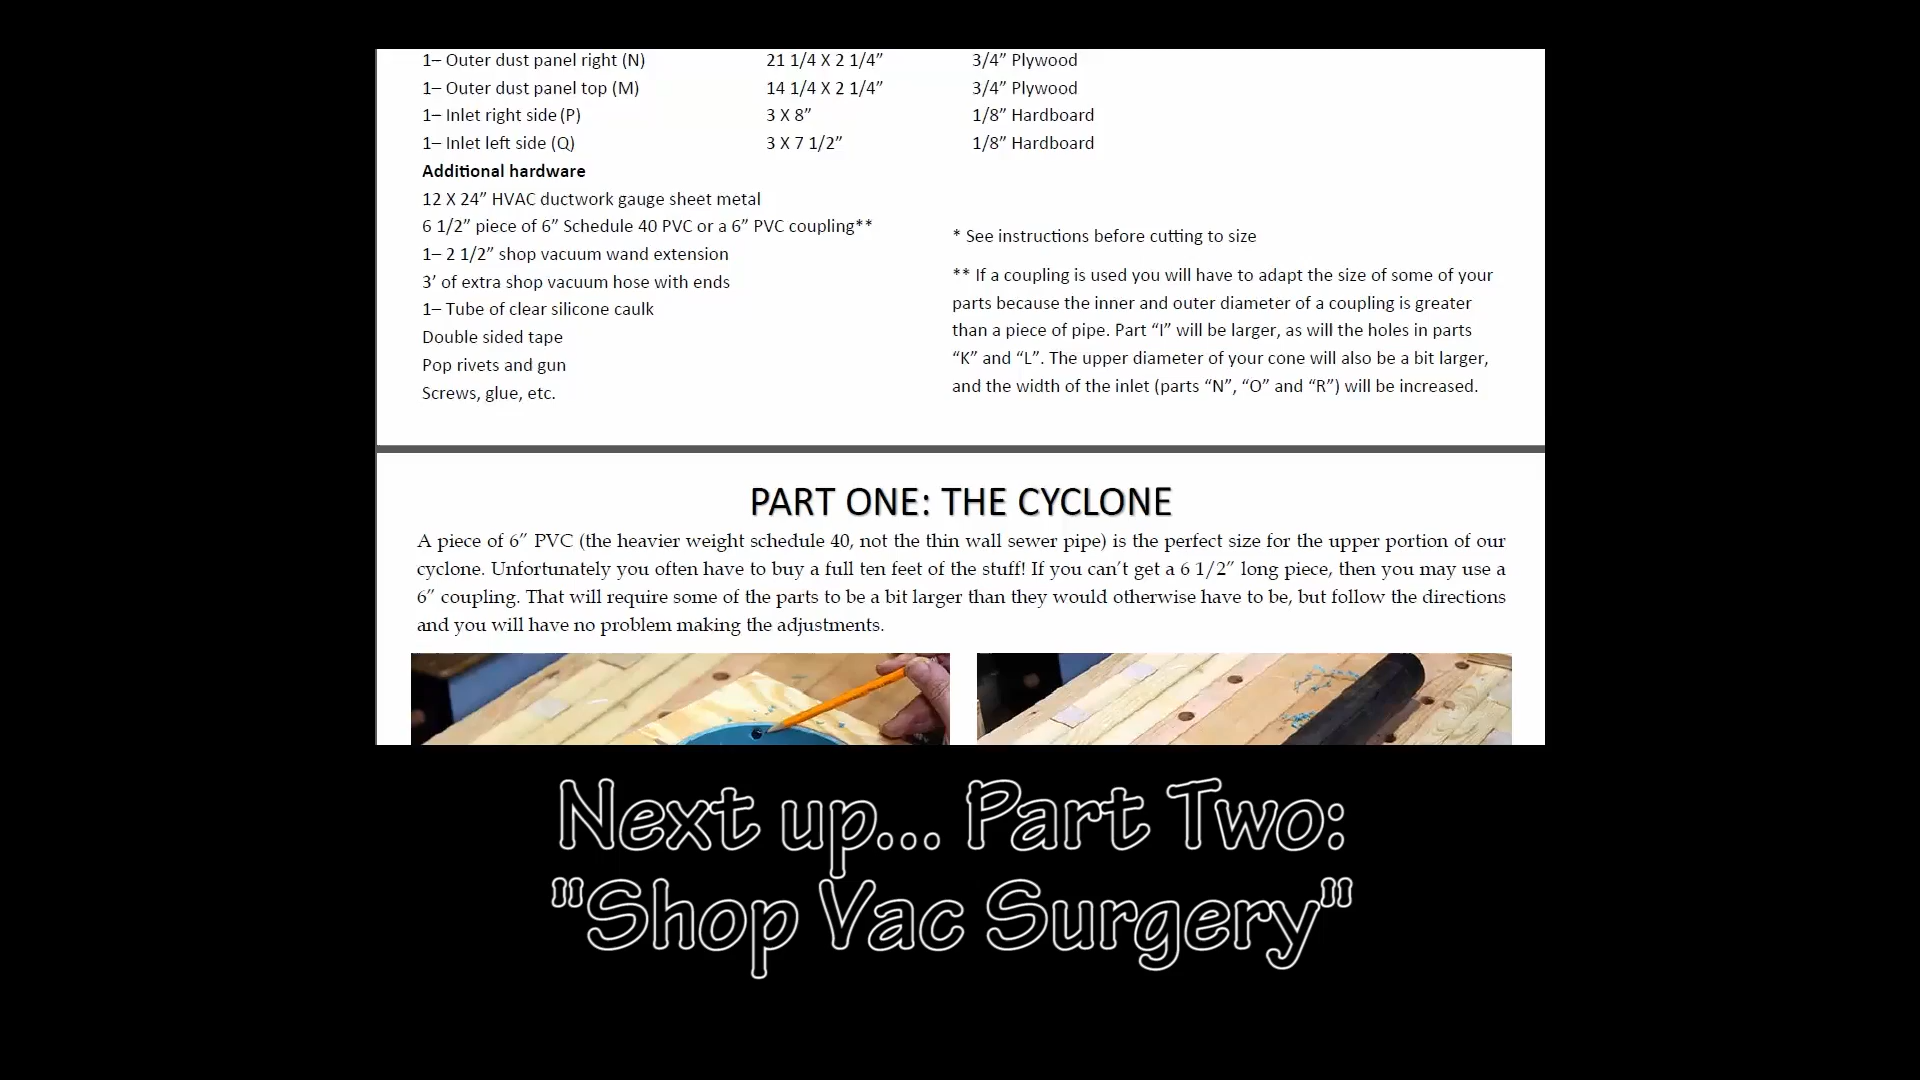 1– Outer dust panel right (N) 21 1/4 X 2 1/4” 3/4” Plywood
1– Outer dust panel top (M) 14 1/4 X 2 1/4” 3/4” Plywood
1– Inlet right side (P) 3 X 8” 1/8” Hardboard
1– Inlet left side (Q) 3 X 7 1/2” 1/8” Hardboard
Additional hardware
12 X 24” HVAC ductwork gauge sheet metal
6 1/2” piece of 6” Schedule 40 PVC or a 6” PVC coupling**
1– 2 1/2” shop vacuum wand extension
3’ of extra shop vacuum hose with ends
1– Tube of clear silicone caulk
Double sided tape
Pop rivets and gun
Screws, glue, etc.
* See instructions before cutting to size
** If a coupling is used you will have to adapt the size of some of your
parts because the inner and outer diameter of a coupling is greater
than a piece of pipe. Part “I” will be larger, as will the holes in parts
“K” and “L”. The upper diameter of your cone will also be a bit larger,
and the width of the inlet (parts “N”, “O” and “R”) will be increased.
PART ONE: THE CYCLONE
A piece of 6” PVC (the heavier weight schedule 40, not the thin wall sewer pipe) is the perfect size for the upper portion of our
cyclone. Unfortunately you often have to buy a full ten feet of the stuff! If you can’t get a 6 1/2” long piece, then you may use a
6” coupling. That will require some of the parts to be a bit larger than they would otherwise have to be, but follow the directions
and you will have no problem making the adjustments.
Next up... Part Two:
"Shop Vac Surgery"